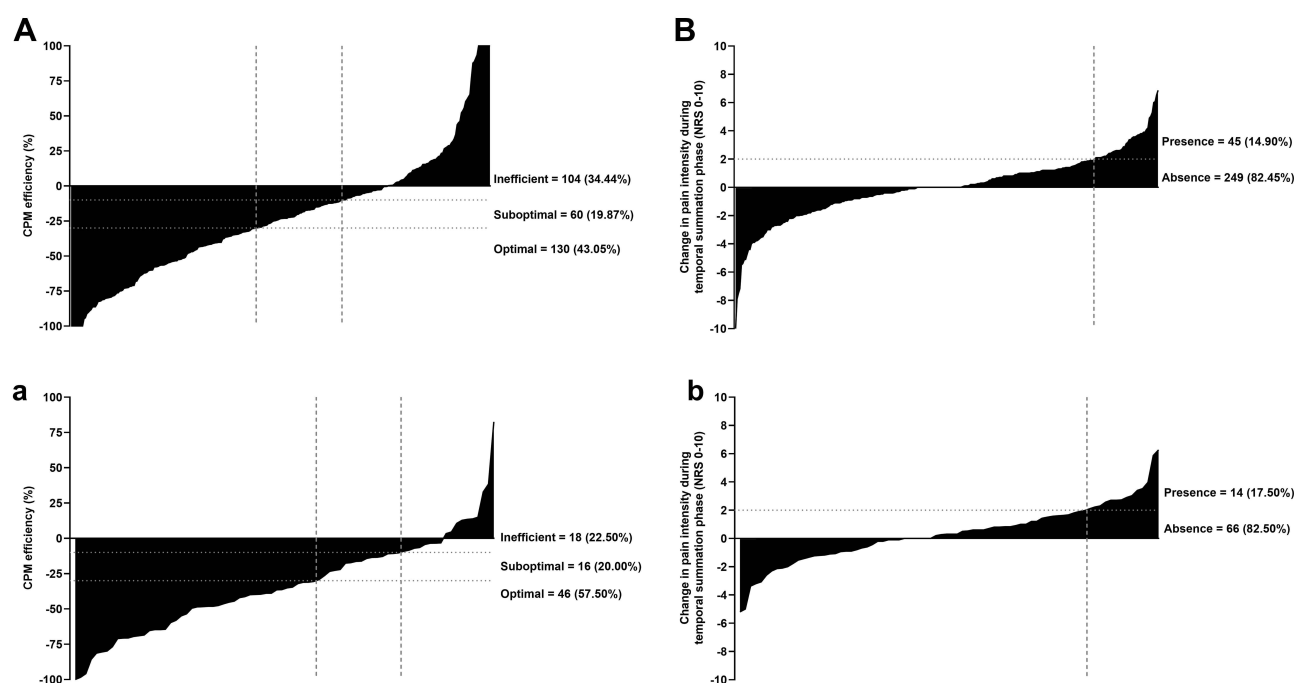 A
100
75
50
25
0
-25
-50
-75
-100
CPM efficiency (%)
Inefficient = 104 (34.44%)
Suboptimal = 60 (19.87%)
Optimal = 130 (43.05%)
B
10
8
6
4
2
0
-2
-4
-6
-8
-10
Change in pain intensity during
temporal summation phase (NRS 0-10)
Presence = 45 (14.90%)
Absence = 249 (82.45%)
a
100
75
50
25
0
-25
-50
-75
-100
CPM efficiency (%)
Inefficient = 18 (22.50%)
Suboptimal = 16 (20.00%)
Optimal = 46 (57.50%)
b
10
8
6
4
2
0
-2
-4
-6
-8
-10
Change in pain intensity during
temporal summation phase (NRS 0-10)
Presence = 14 (17.50%)
Absence = 66 (82.50%)